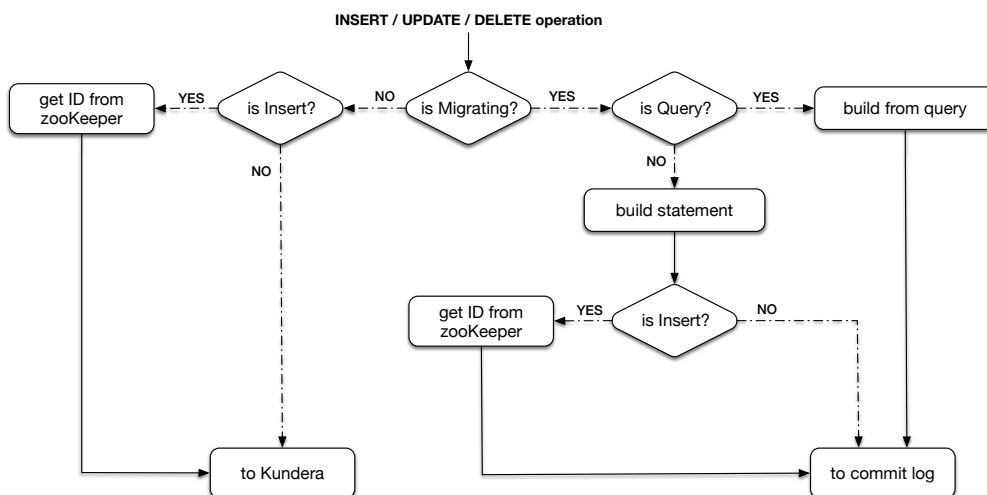 INSERT / UPDATE / DELETE operation
get ID from
zooKeeper
YES
is Insert?
NO
is Migrating?
YES
is Query?
YES
build from query
NO
NO
build statement
get ID from
zooKeeper
YES
is Insert?
NO
to Kundera
to commit log